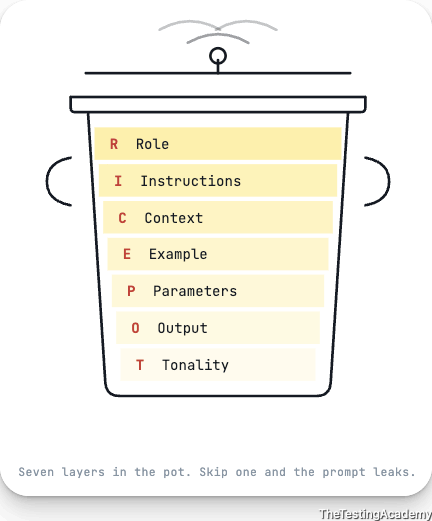 R Role
I Instructions
C Context
E Example
P Parameters
O Output
T Tonality
Seven layers in the pot. Skip one and the prompt leaks.
TheTestingAcademy